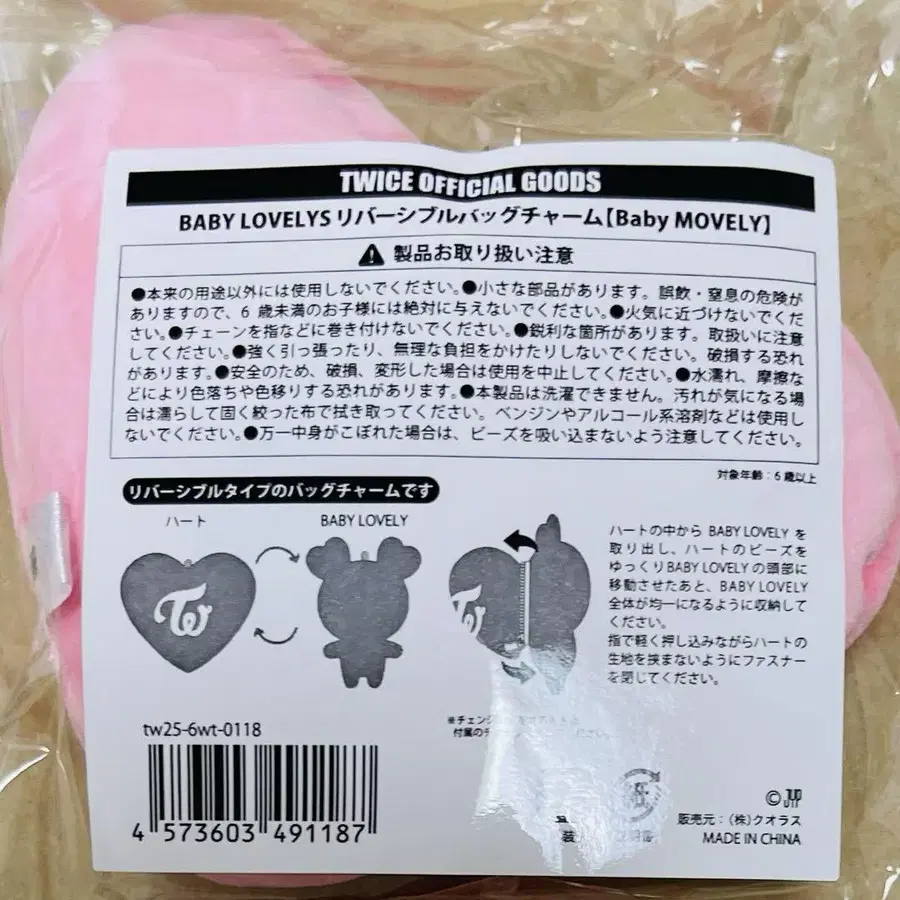 TWICE OFFICIAL GOODS
BABY LOVELYS リバーシブルバッグチャーム【Baby MOVELY】
製品お取り扱い注意
●本来の用途以外には使用しないでください。●小さな部品があります。誤飲・窒息の危険が
ありますので、6 歳未満のお子様には絶対に与えないでください。●火気に近づけないでくだ
さい。●チェーンを指などに巻き付けないでください。●鋭利な箇所があります。取扱いに注意
してください。●強く引っ張ったり、無理な負担をかけたりしないでください。破損する恐れ
があります。●安全のため、破損、変形した場合は使用を中止してください。●水濡れ、摩擦な
どにより色落ちや色移りする恐れがあります。●本製品は洗濯できません。汚れが気になる場
合は濡らして固く絞った布で拭き取ってください。ベンジンやアルコール系溶剤などは使用し
ないでください。●万一中身がこぼれた場合は、ビーズを吸い込まないよう注意してください。
対象年齢：6 歳以上
リバーシブルタイプのバッグチャームです
ハート
BABY LOVELY
Tw
Tw
ハートの中から BABY LOVELY を
取り出し、ハートのビーズを
ゆっくり BABY LOVELY の頭部に
移動させたあと、BABY LOVELY
全体が均一になるように収納して
ください。
指で軽く押し込みながらハートの
生地を挟まないようにファスナー
を閉じてください。
※チェン
付属の
ください。
tw25-6wt-0118
4 573603 491187
装
© JYP
販売元：(株)クオラス
MADE IN CHINA